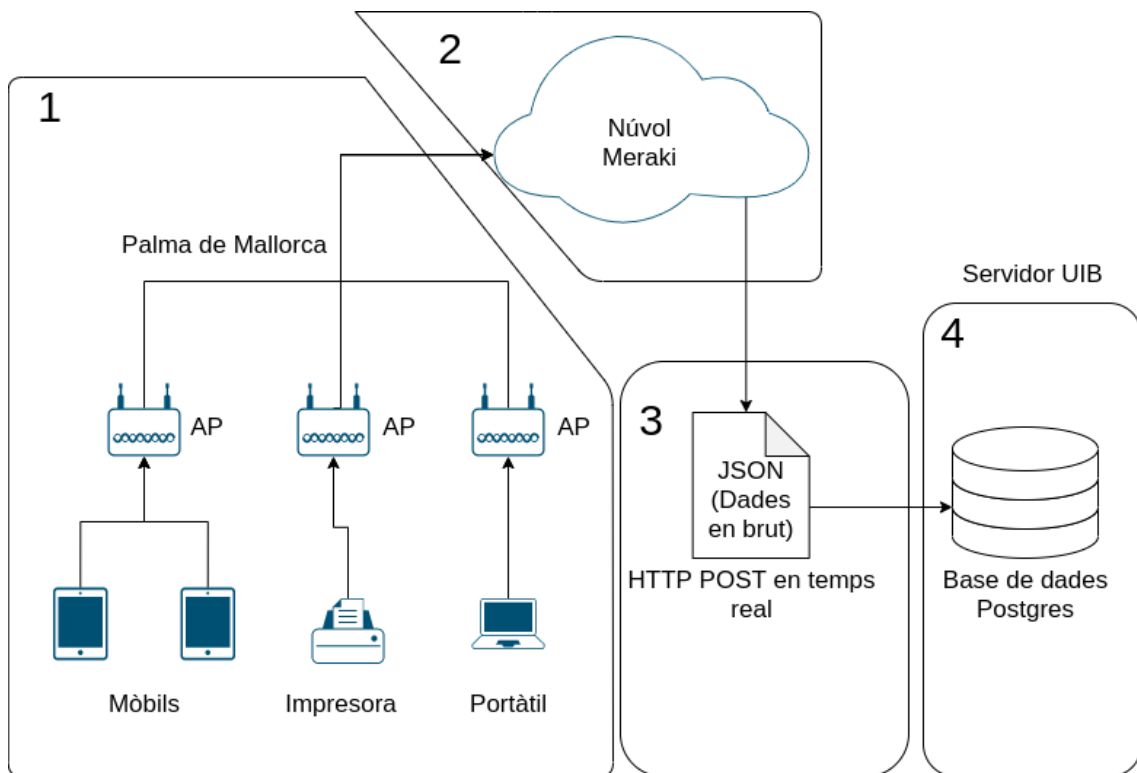 1
2
Núvol
Meraki
Palma de Mallorca
Servidor UIB
AP
AP
AP
3
4
JSON
(Dades
en brut)
HTTP POST en temps
real
Base de dades
Postgres
Mòbils
Impresora
Portàtil